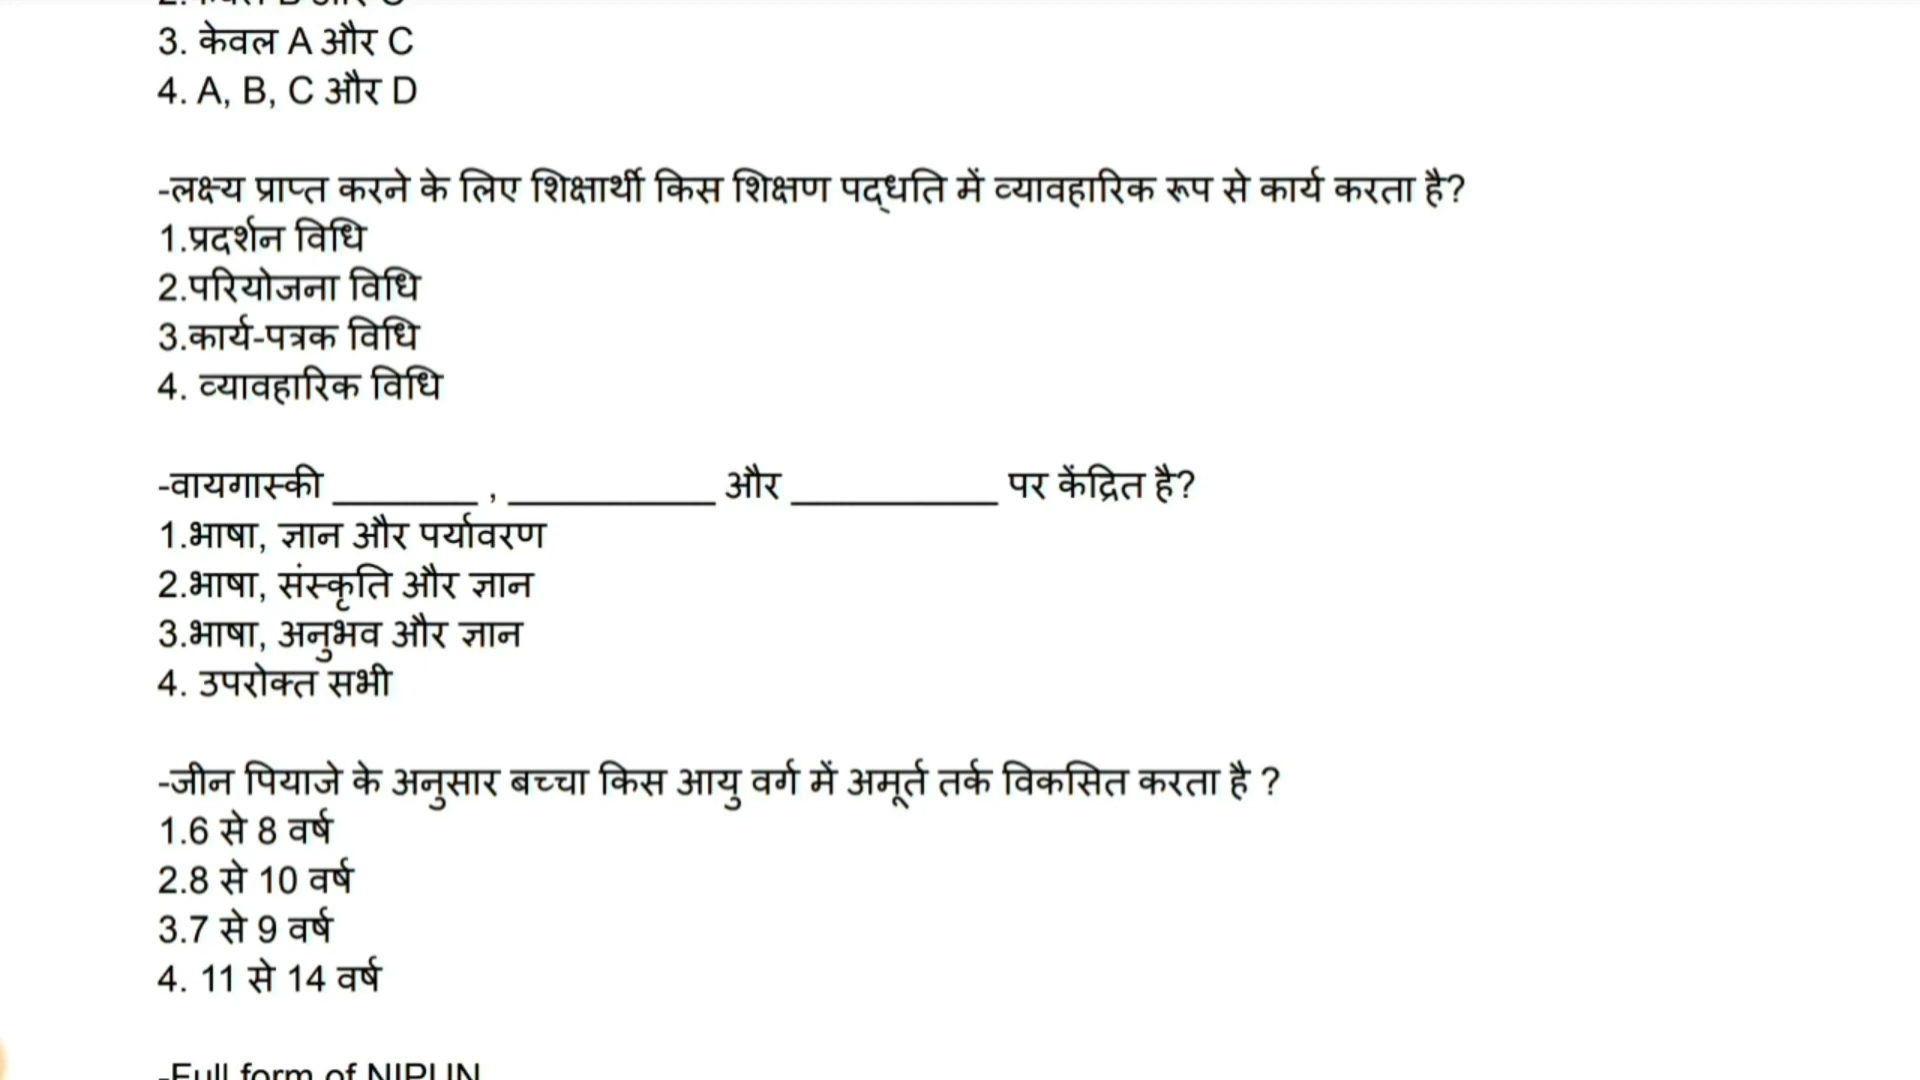 3. केवल A और C
4. A, B, C और D
-लक्ष्य प्राप्त करने के लिए शिक्षार्थी किस शिक्षण पद्धति में व्यावहारिक रूप से कार्य करता है?
1.प्रदर्शन विधि
2.परियोजना विधि
3.कार्य-पत्रक विधि
4. व्यावहारिक विधि
-वायगास्की _______ , __________ और __________ पर केंद्रित है?
1.भाषा, ज्ञान और पर्यावरण
2.भाषा, संस्कृति और ज्ञान
3.भाषा, अनुभव और ज्ञान
4. उपरोक्त सभी
-जीन पियाजे के अनुसार बच्चा किस आयु वर्ग में अमूर्त तर्क विकसित करता है ?
1.6 से 8 वर्ष
2.8 से 10 वर्ष
3.7 से 9 वर्ष
4. 11 से 14 वर्ष
-Full form of NIPUN